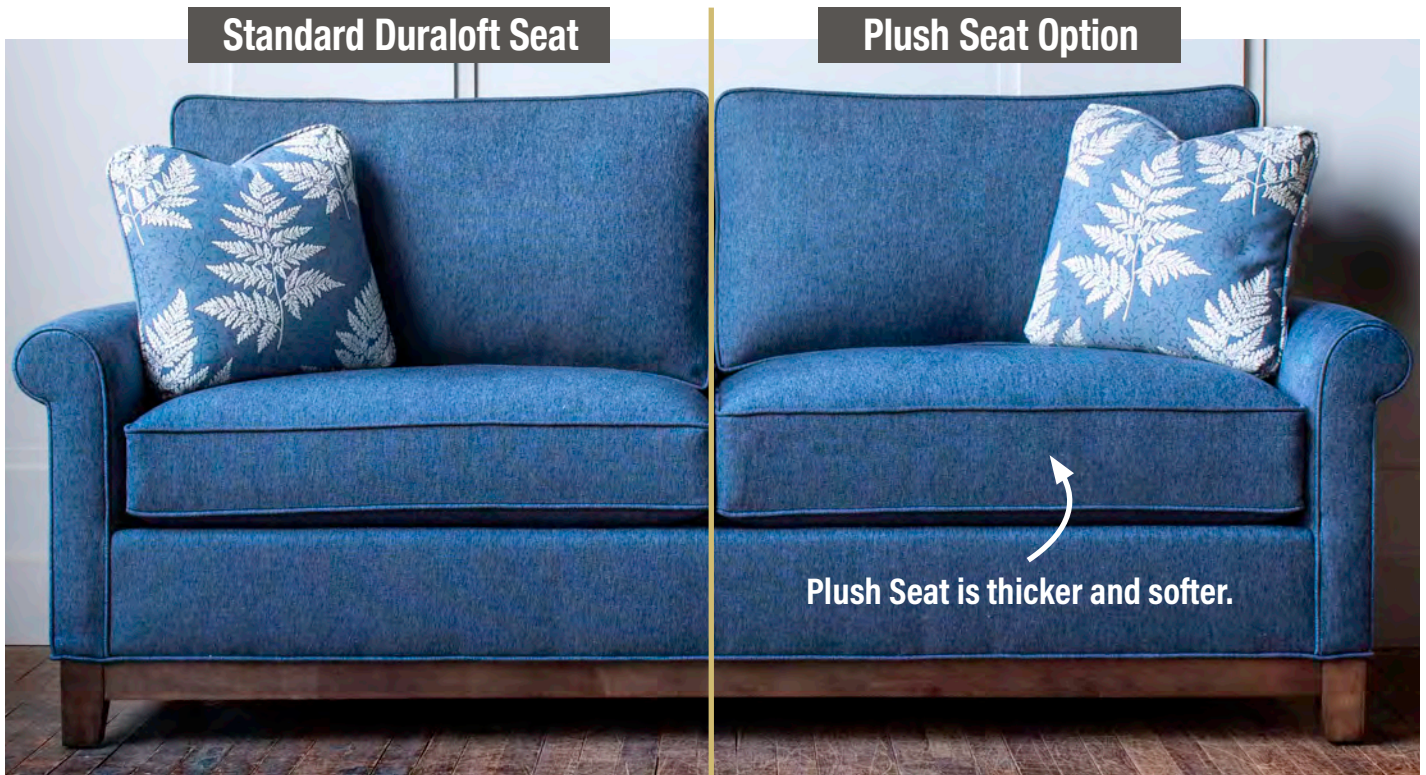 Standard Duraloft Seat
Plush Seat Option
Plush Seat is thicker and softer.